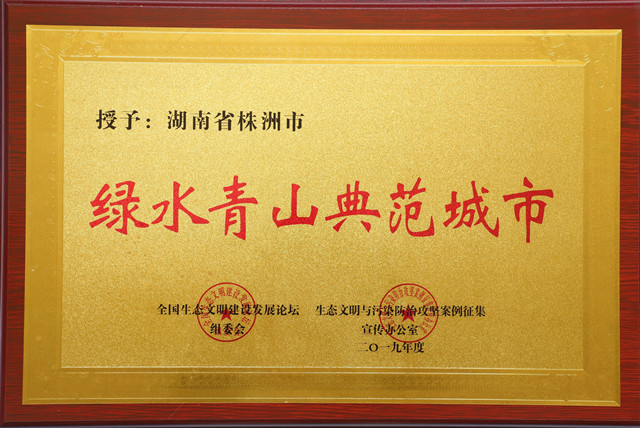 授予：湖南省株洲市
绿水青山典范城市
全国生态文明建设发展论坛
组委会
生态文明与污染防治攻坚案例征集
宣传办公室
二〇一九年度